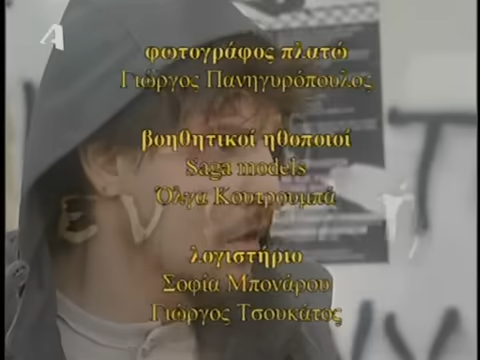 A
φωτογράφος πλατώ
Γιώργος Πανηγυρόπουλος
βοηθητικοί ηθοποιοί
Saga models
Όλγα Κουτρουμπά
λογιστήριο
Σοφία Μπονάρου
Γιώργος Τσουκάτος